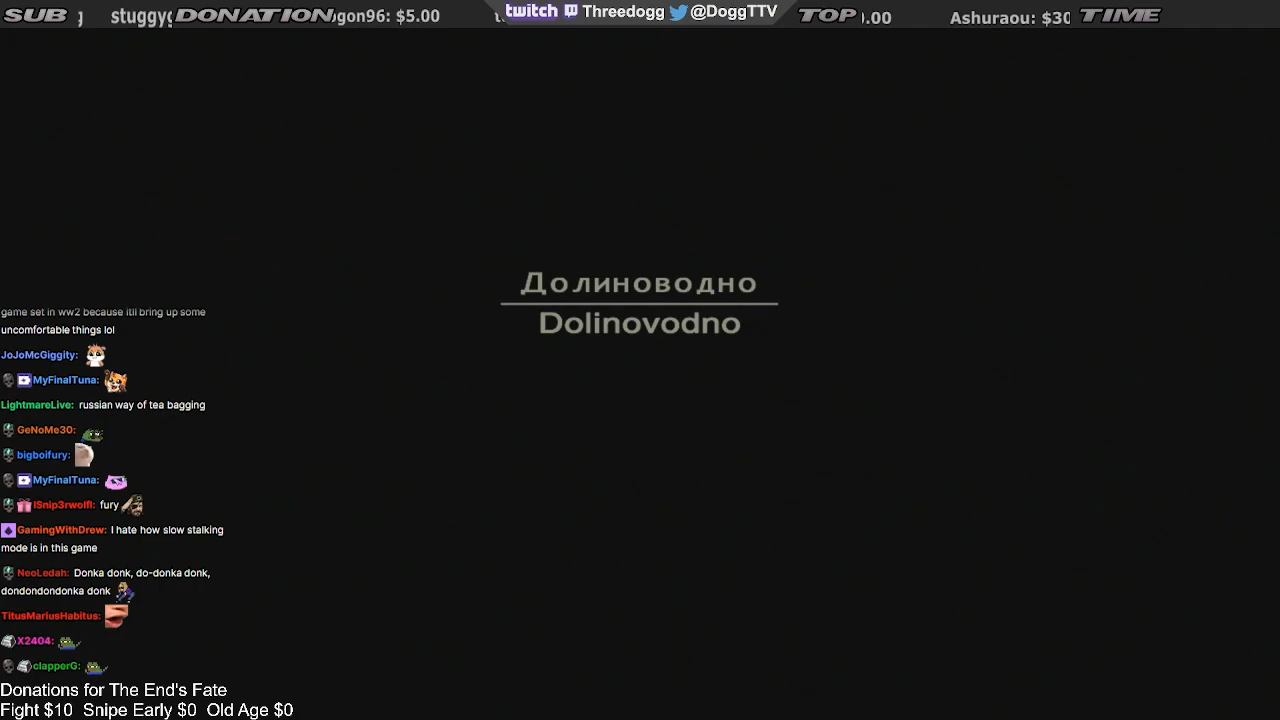 SUB stuggyg DONATION gon96: $5.00 twitch Threedogg @DoggTTV TOP .00 Ashuraou: $30 TIME
Долиноводно
Dolinovodno
game set in ww2 because itll bring up some
uncomfortable things lol
JoJoMcGiggity:
MyFinalTuna:
LightmareLive: russian way of tea bagging
GeNoMe30:
bigboifury:
MyFinalTuna:
ISnip3rwolfI: fury
GamingWithDrew: I hate how slow stalking
mode is in this game
NeoLedah: Donka donk, do-donka donk,
dondondondonka donk
TitusMariusHabitus:
X2404:
clapperG:
Donations for The End's Fate
Fight $10 Snipe Early $0 Old Age $0